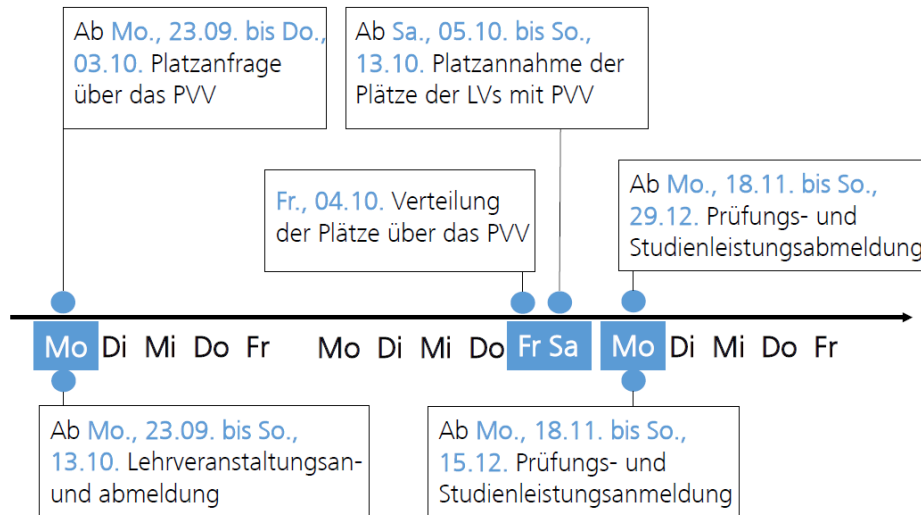 Ab Mo., 23.09. bis Do.,
03.10. Platzanfrage
über das PVV
Ab Sa., 05.10. bis So.,
13.10. Platzannahme der
Plätze der LVs mit PVV
Fr., 04.10. Verteilung
der Plätze über das PVV
Ab Mo., 18.11. bis So.,
29.12. Prüfungs- und
Studienleistungsabmeldung
Mo Di Mi Do Fr Mo Di Mi Do Fr Sa Mo Di Mi Do Fr
Ab Mo., 23.09. bis So.,
13.10. Lehrveranstaltungsan-
und abmeldung
Ab Mo., 18.11. bis So.,
15.12. Prüfungs- und
Studienleistungsanmeldung